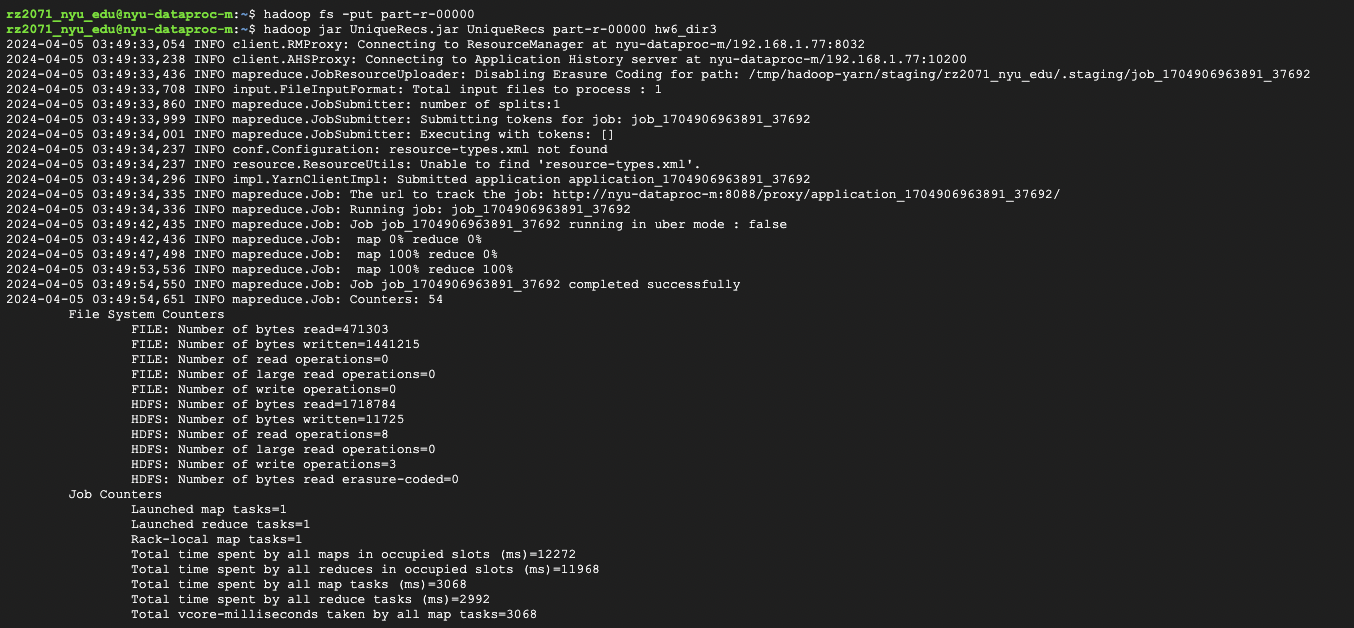 rz2071_nyu_edu@nyu-dataproc-m:~$ hadoop fs -put part-r-00000
rz2071_nyu_edu@nyu-dataproc-m:~$ hadoop jar UniqueRecs.jar UniqueRecs part-r-00000 hw6_dir3
2024-04-05 03:49:33,054 INFO client.RMProxy: Connecting to ResourceManager at nyu-dataproc-m/192.168.1.77:8032
2024-04-05 03:49:33,238 INFO client.AHSProxy: Connecting to Application History server at nyu-dataproc-m/192.168.1.77:10200
2024-04-05 03:49:33,436 INFO mapreduce.JobResourceUploader: Disabling Erasure Coding for path: /tmp/hadoop-yarn/staging/rz2071_nyu_edu/.staging/job_1704906963891_37692
2024-04-05 03:49:33,708 INFO input.FileInputFormat: Total input files to process : 1
2024-04-05 03:49:33,860 INFO mapreduce.JobSubmitter: number of splits:1
2024-04-05 03:49:33,999 INFO mapreduce.JobSubmitter: Submitting tokens for job: job_1704906963891_37692
2024-04-05 03:49:34,001 INFO mapreduce.JobSubmitter: Executing with tokens: []
2024-04-05 03:49:34,237 INFO conf.Configuration: resource-types.xml not found
2024-04-05 03:49:34,237 INFO resource.ResourceUtils: Unable to find 'resource-types.xml'.
2024-04-05 03:49:34,296 INFO impl.YarnClientImpl: Submitted application application_1704906963891_37692
2024-04-05 03:49:34,335 INFO mapreduce.Job: The url to track the job: http://nyu-dataproc-m:8088/proxy/application_1704906963891_37692/
2024-04-05 03:49:34,336 INFO mapreduce.Job: Running job: job_1704906963891_37692
2024-04-05 03:49:42,435 INFO mapreduce.Job: Job job_1704906963891_37692 running in uber mode : false
2024-04-05 03:49:42,436 INFO mapreduce.Job:  map 0% reduce 0%
2024-04-05 03:49:47,498 INFO mapreduce.Job:  map 100% reduce 0%
2024-04-05 03:49:53,536 INFO mapreduce.Job:  map 100% reduce 100%
2024-04-05 03:49:54,550 INFO mapreduce.Job: Job job_1704906963891_37692 completed successfully
2024-04-05 03:49:54,651 INFO mapreduce.Job: Counters: 54
File System Counters
FILE: Number of bytes read=471303
FILE: Number of bytes written=1441215
FILE: Number of read operations=0
FILE: Number of large read operations=0
FILE: Number of write operations=0
HDFS: Number of bytes read=1718784
HDFS: Number of bytes written=11725
HDFS: Number of read operations=8
HDFS: Number of large read operations=0
HDFS: Number of write operations=3
HDFS: Number of bytes read erasure-coded=0
Job Counters
Launched map tasks=1
Launched reduce tasks=1
Rack-local map tasks=1
Total time spent by all maps in occupied slots (ms)=12272
Total time spent by all reduces in occupied slots (ms)=11968
Total time spent by all map tasks (ms)=3068
Total time spent by all reduce tasks (ms)=2992
Total vcore-milliseconds taken by all map tasks=3068